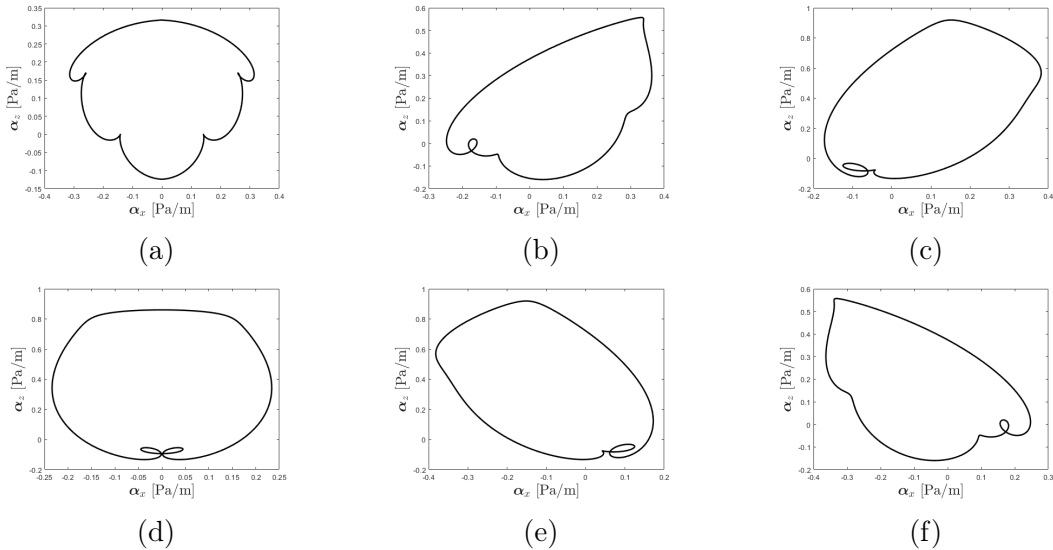 0.35
0.3
0.25
0.2
0.15
0.1
0.05
0
-0.05
-0.1
-0.15
-0.4 -0.3 -0.2 -0.1 0 0.1 0.2 0.3 0.4
α_z [Pa/m]
α_x [Pa/m]
(a)
0.6
0.5
0.4
0.3
0.2
0.1
0
-0.1
-0.2
-0.3 -0.2 -0.1 0 0.1 0.2 0.3 0.4
α_z [Pa/m]
α_x [Pa/m]
(b)
1
0.8
0.6
0.4
0.2
0
-0.2
-0.2 -0.1 0 0.1 0.2 0.3 0.4
α_z [Pa/m]
α_x [Pa/m]
(c)
1
0.8
0.6
0.4
0.2
0
-0.2
-0.25 -0.2 -0.15 -0.1 -0.05 0 0.05 0.1 0.15 0.2 0.25
α_z [Pa/m]
α_x [Pa/m]
(d)
1
0.8
0.6
0.4
0.2
0
-0.2
-0.4 -0.3 -0.2 -0.1 0 0.1 0.2
α_z [Pa/m]
α_x [Pa/m]
(e)
0.6
0.5
0.4
0.3
0.2
0.1
0
-0.1
-0.2
-0.4 -0.3 -0.2 -0.1 0 0.1 0.2 0.3
α_z [Pa/m]
α_x [Pa/m]
(f)